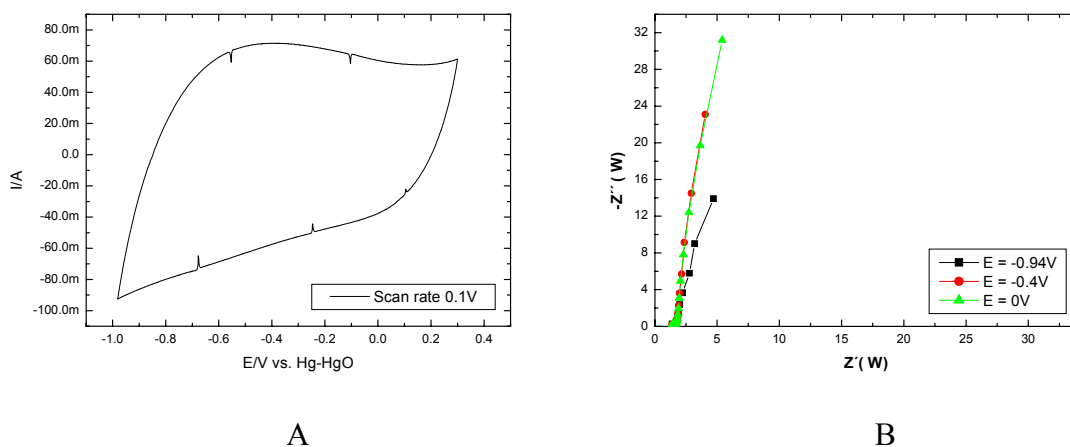 80.0m
60.0m
40.0m
20.0m
0.0
-20.0m
-40.0m
-60.0m
-80.0m
-100.0m
I/A
Scan rate 0.1V
-1.0 -0.8 -0.6 -0.4 -0.2 0.0 0.2 0.4
E/V vs. Hg-HgO
A
32
28
24
20
16
12
8
4
0
-Z´´( W)
E = -0.94V
E = -0.4V
E = 0V
0 5 10 15 20 25 30
Z´( W)
B